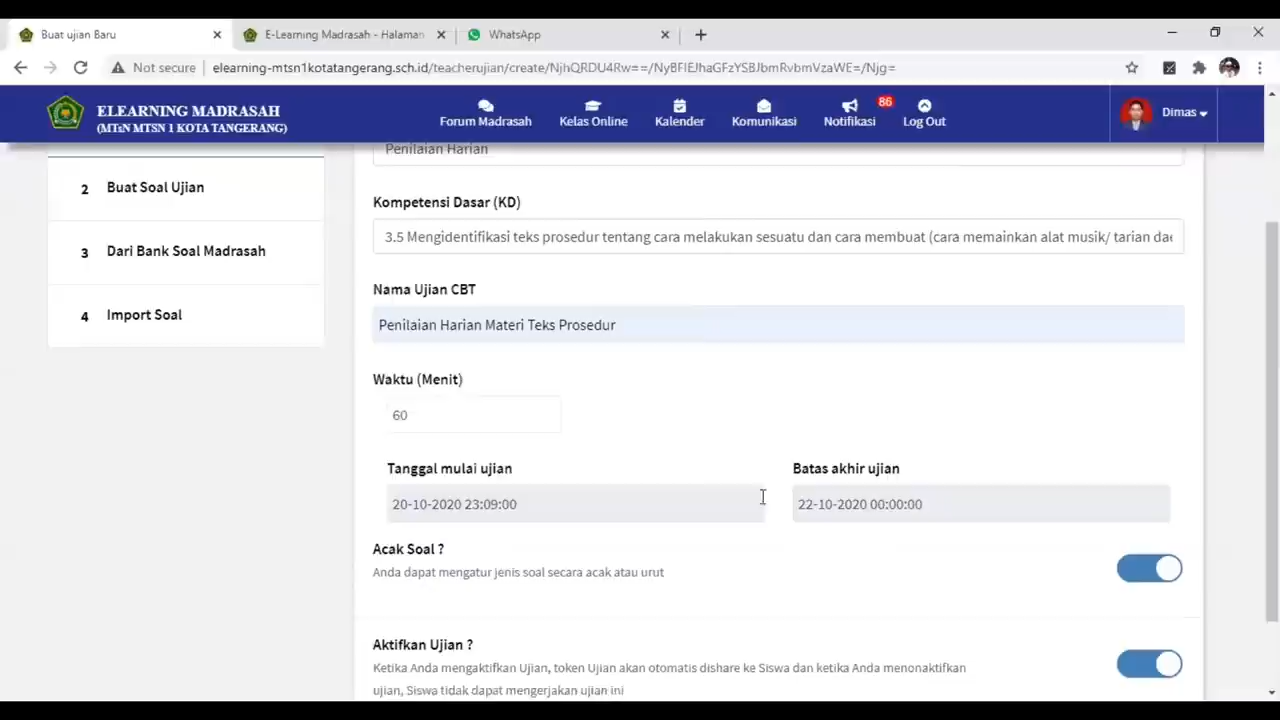 Buat ujian Baru
E-Learning Madrasah - Halaman
WhatsApp
Not secure
elearning-mtsn1kotatangerang.sch.id/teacherujian/create/NjhQRDU4Rw==/NyBFIEJhaGFzYSBJbmRvbmVzaWE=/Njg=
ELEARNING MADRASAH
(MTsN MTSN 1 KOTA TANGERANG)
Forum Madrasah
Kelas Online
Kalender
Komunikasi
86
Notifikasi
Log Out
Dimas
2 Buat Soal Ujian
3 Dari Bank Soal Madrasah
4 Import Soal
Penilaian Harian
Kompetensi Dasar (KD)
3.5 Mengidentifikasi teks prosedur tentang cara melakukan sesuatu dan cara membuat (cara memainkan alat musik/ tarian dae
Nama Ujian CBT
Penilaian Harian Materi Teks Prosedur
Waktu (Menit)
60
Tanggal mulai ujian
Batas akhir ujian
20-10-2020 23:09:00
22-10-2020 00:00:00
Acak Soal ?
Anda dapat mengatur jenis soal secara acak atau urut
Aktifkan Ujian ?
Ketika Anda mengaktifkan Ujian, token Ujian akan otomatis dishare ke Siswa dan ketika Anda menonaktifkan
ujian, Siswa tidak dapat mengerjakan ujian ini